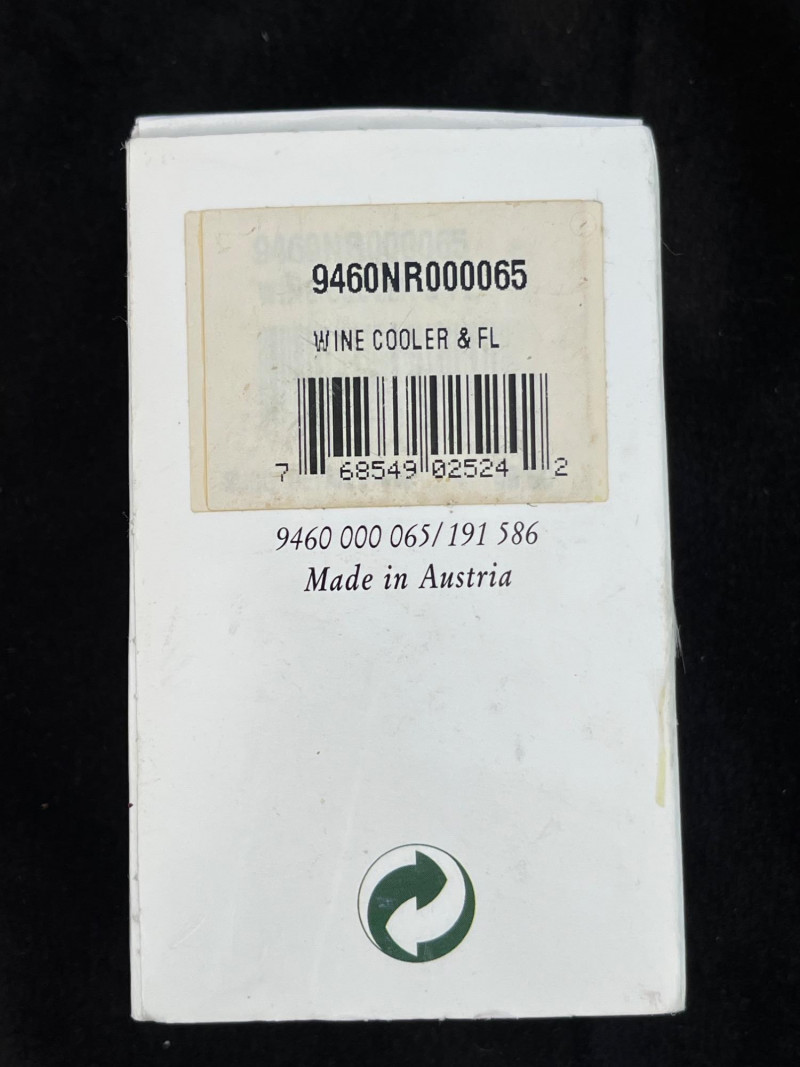 9460NR000065
WINE COOLER & FL
7 68549 02524 2
9460 000 065/191 586
Made in Austria